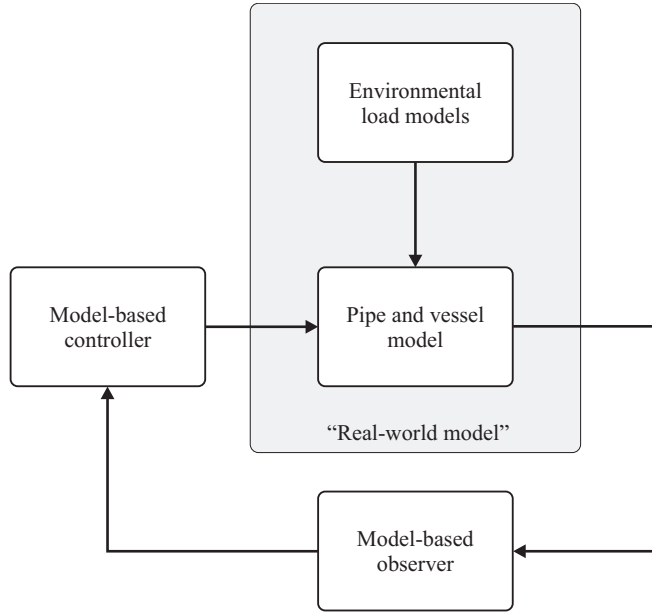 Environmental
load models
Model-based
controller
Pipe and vessel
model
“Real-world model”
Model-based
observer